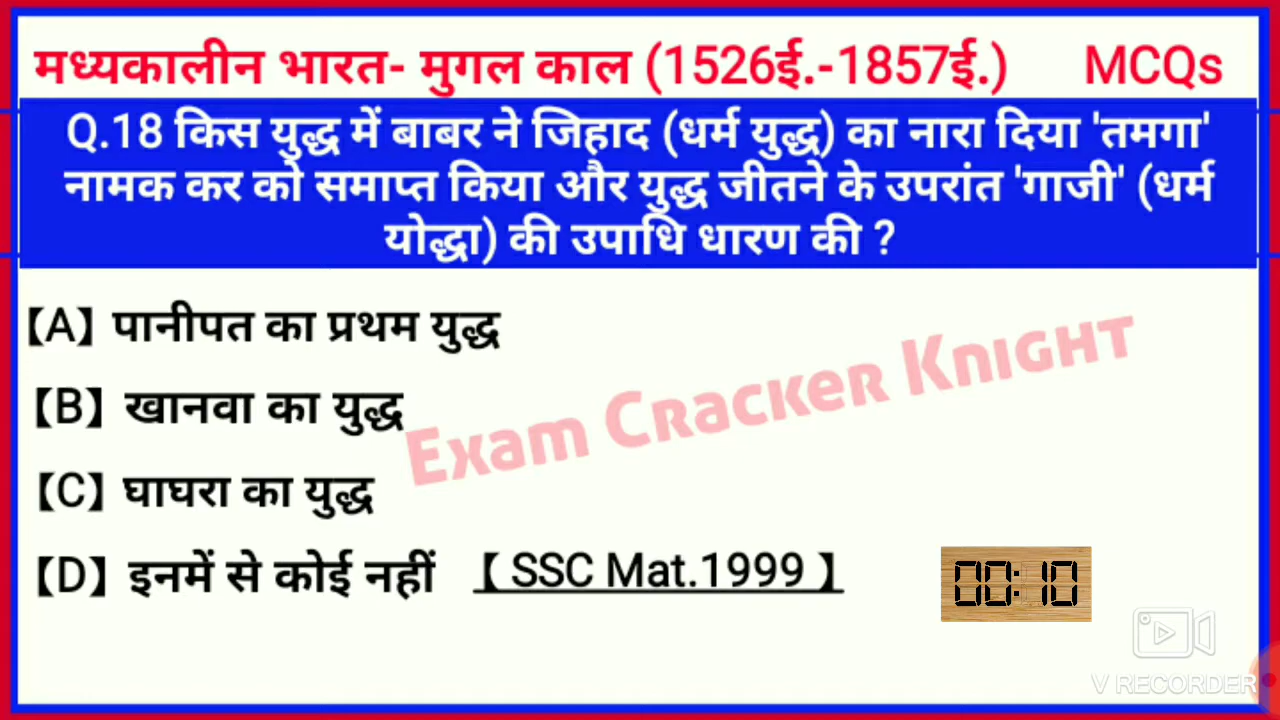 मध्यकालीन भारत- मुगल काल (1526ई.-1857ई.) MCQs
Q.18 किस युद्ध में बाबर ने जिहाद (धर्म युद्ध) का नारा दिया 'तमगा'
नामक कर को समाप्त किया और युद्ध जीतने के उपरांत 'गाजी' (धर्म
योद्धा) की उपाधि धारण की ?
【A】 पानीपत का प्रथम युद्ध
【B】 खानवा का युद्ध
【C】 घाघरा का युद्ध
【D】 इनमें से कोई नहीं 【 SSC Mat.1999 】
Exam Cracker Knight
00:10
V RECORDER